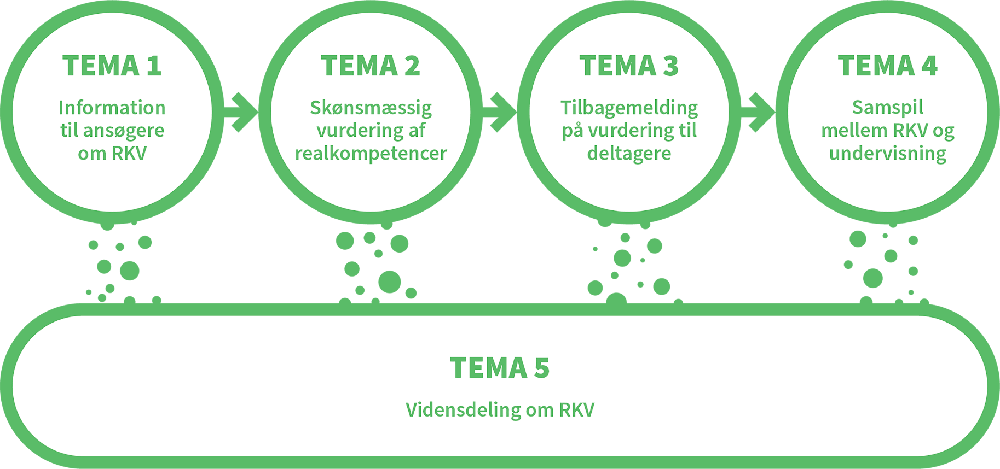 TEMA 1
Information
til ansøgere
om RKV
TEMA 2
Skønsmæssig
vurdering af
realkompetencer
TEMA 3
Tilbagemelding
på vurdering til
deltagere
TEMA 4
Samspil
mellem RKV og
undervisning
TEMA 5
Vidensdeling om RKV